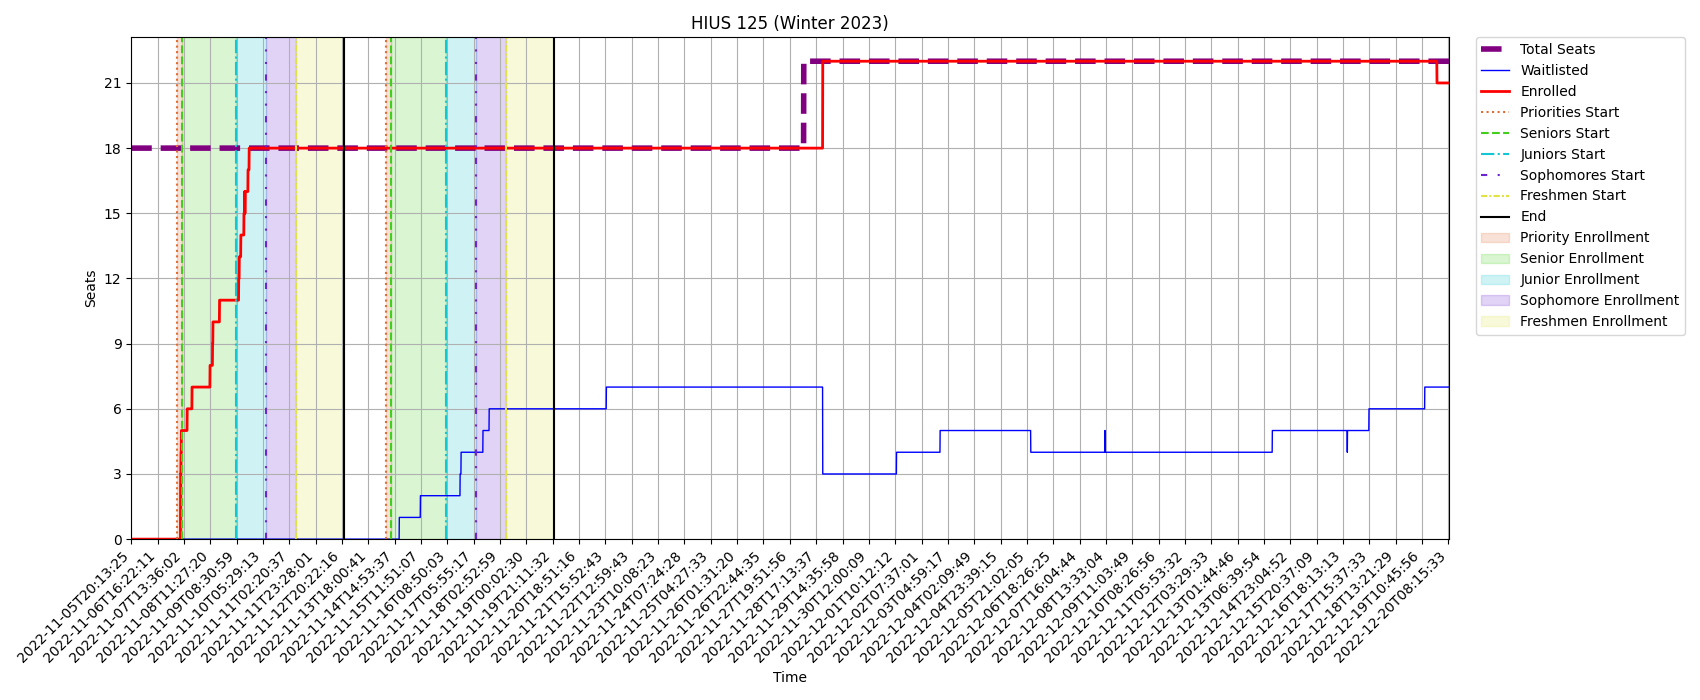 HIUS 125 (Winter 2023)
Seats
21
18
15
12
9
6
3
0
2022-11-05T20:13:25
2022-11-06T16:22:11
2022-11-07T13:36:02
2022-11-08T11:27:20
2022-11-09T08:30:59
2022-11-10T05:29:13
2022-11-11T02:20:37
2022-11-11T23:28:01
2022-11-12T20:22:16
2022-11-13T18:00:41
2022-11-14T14:53:37
2022-11-15T11:51:07
2022-11-16T08:50:03
2022-11-17T05:55:17
2022-11-18T02:52:59
2022-11-19T00:02:30
2022-11-19T21:11:32
2022-11-20T18:51:16
2022-11-21T15:52:43
2022-11-22T12:59:43
2022-11-23T10:08:23
2022-11-24T07:24:28
2022-11-25T04:27:33
2022-11-26T01:31:20
2022-11-26T22:44:35
2022-11-27T19:51:56
2022-11-28T17:13:37
2022-11-29T14:35:58
2022-11-30T12:00:09
2022-12-01T10:12:12
2022-12-02T07:37:01
2022-12-03T04:59:17
2022-12-04T02:09:49
2022-12-04T23:39:15
2022-12-05T21:02:05
2022-12-06T18:26:25
2022-12-07T16:04:44
2022-12-08T13:33:04
2022-12-09T11:03:49
2022-12-10T08:26:56
2022-12-11T05:53:32
2022-12-12T03:29:33
2022-12-13T01:44:46
2022-12-13T06:39:54
2022-12-14T23:04:52
2022-12-15T20:37:09
2022-12-16T18:13:13
2022-12-17T15:37:33
2022-12-18T13:21:29
2022-12-19T10:45:56
2022-12-20T08:15:33
Time
Total Seats
Waitlisted
Enrolled
Priorities Start
Seniors Start
Juniors Start
Sophomores Start
Freshmen Start
End
Priority Enrollment
Senior Enrollment
Junior Enrollment
Sophomore Enrollment
Freshmen Enrollment